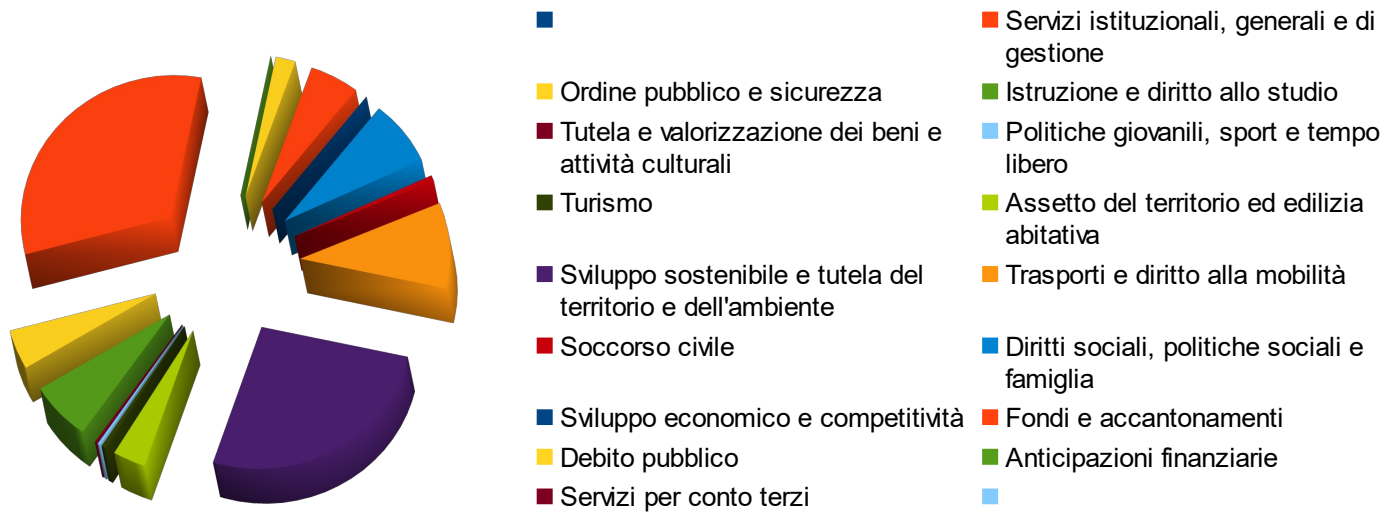 Servizi istituzionali, generali e di
gestione
Ordine pubblico e sicurezza
Istruzione e diritto allo studio
Tutela e valorizzazione dei beni e
attività culturali
Politiche giovanili, sport e tempo
libero
Turismo
Assetto del territorio ed edilizia
abitativa
Sviluppo sostenibile e tutela del
territorio e dell'ambiente
Trasporti e diritto alla mobilità
Soccorso civile
Diritti sociali, politiche sociali e
famiglia
Sviluppo economico e competitività
Fondi e accantonamenti
Debito pubblico
Anticipazioni finanziarie
Servizi per conto terzi